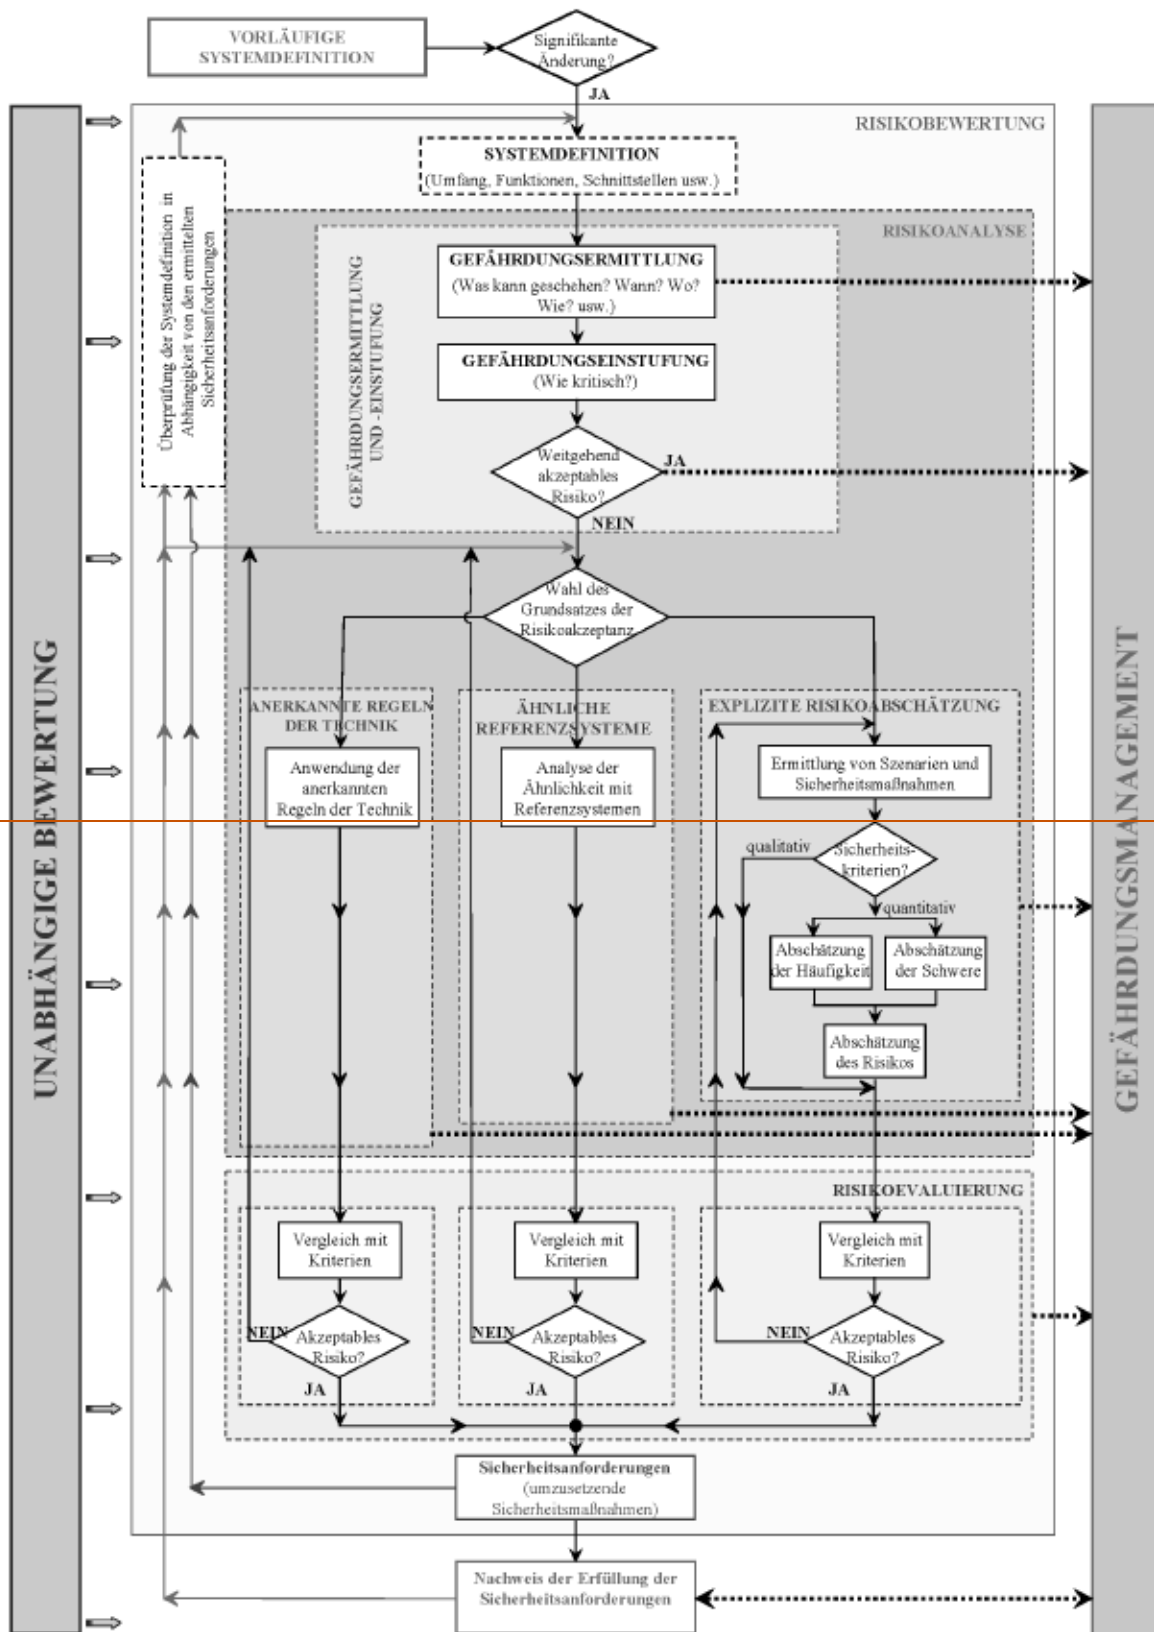 VORLÄUFIGE
SYSTEMDEFINITION
Signifikante
Änderung?
JA
RISIKOBEWERTUNG
SYSTEMDEFINITION
(Umfang, Funktionen, Schnittstellen usw.)
Überprüfung der Systemdefinition in
Abhängigkeit von den ermittelten
Sicherheitsanforderungen
RISIKOANALYSE
GEFÄHRDUNGSERMITTLUNG
UND -EINSTUFUNG
GEFÄHRDUNGSERMITTLUNG
(Was kann geschehen? Wann? Wo?
Wie? usw.)
GEFÄHRDUNGSEINSTUFUNG
(Wie kritisch?)
Weitgehend
akzeptables
Risiko?
JA
NEIN
Wahl des
Grundsatzes der
Risikoakzeptanz
UNABHÄNGIGE BEWERTUNG
GEFÄHRDUNGSMANAGEMENT
ANERKANNTE REGELN
DER TECHNIK
Anwendung der
anerkannten
Regeln der Technik
ÄHNLICHE
REFERENZSYSTEME
Analyse der
Ähnlichkeit mit
Referenzsystemen
EXPLIZITE RISIKOABSCHÄTZUNG
Ermittlung von Szenarien und
Sicherheitsmaßnahmen
qualitativ
Sicherheits-
kriterien?
quantitativ
Abschätzung
der Häufigkeit
Abschätzung
der Schwere
Abschätzung
des Risikos
RISIKOEVALUIERUNG
Vergleich mit
Kriterien
NEIN
Akzeptables
Risiko?
JA
Vergleich mit
Kriterien
NEIN
Akzeptables
Risiko?
JA
Vergleich mit
Kriterien
NEIN
Akzeptables
Risiko?
JA
Sicherheitsanforderungen
(umzusetzende
Sicherheitsmaßnahmen)
Nachweis der Erfüllung der
Sicherheitsanforderungen